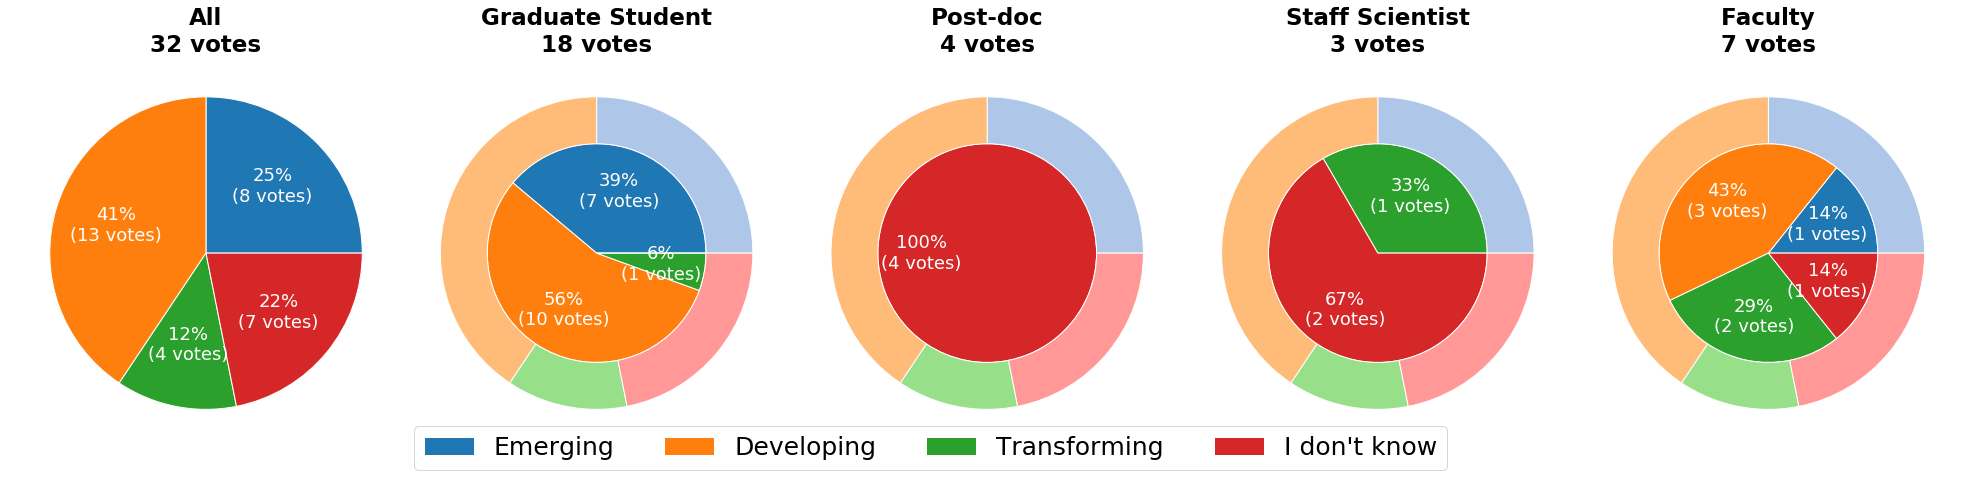 All
32 votes
25%
(8 votes)
41%
(13 votes)
12%
(4 votes)
22%
(7 votes)
Graduate Student
18 votes
39%
(7 votes)
56%
(10 votes)
6%
(1 votes)
Post-doc
4 votes
100%
(4 votes)
Staff Scientist
3 votes
33%
(1 votes)
67%
(2 votes)
Faculty
7 votes
14%
(1 votes)
43%
(3 votes)
29%
(2 votes)
14%
(1 votes)
Emerging
Developing
Transforming
I don't know